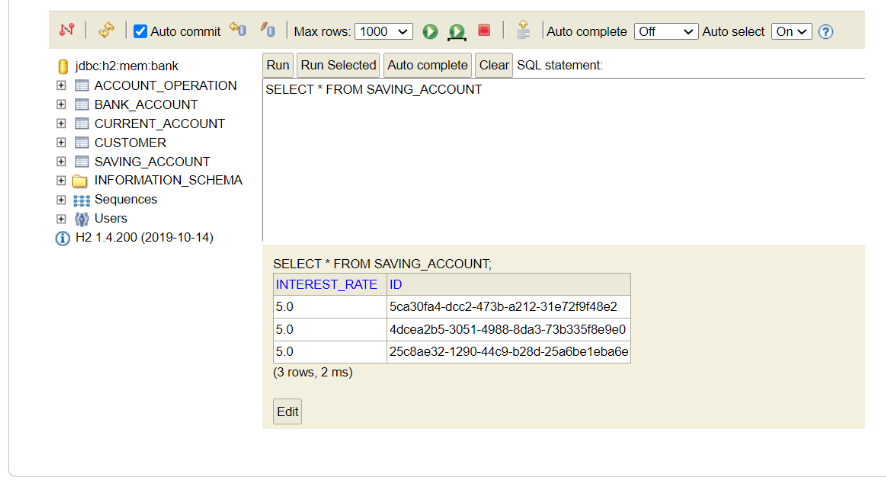 Auto commit Max rows: 1000 Auto complete Off Auto select On ?
jdbc:h2:mem:bank
ACCOUNT_OPERATION
BANK_ACCOUNT
CURRENT_ACCOUNT
CUSTOMER
SAVING_ACCOUNT
INFORMATION_SCHEMA
Sequences
Users
H2 1.4.200 (2019-10-14)
Run Run Selected Auto complete Clear SQL statement:
SELECT * FROM SAVING_ACCOUNT
SELECT * FROM SAVING_ACCOUNT;
INTEREST_RATE ID
5.0 5ca30fa4-dcc2-473b-a212-31e72f9f48e2
5.0 4dcea2b5-3051-4988-8da3-73b335f8e9e0
5.0 25c8ae32-1290-44c9-b28d-25a6be1eba6e
(3 rows, 2 ms)
Edit